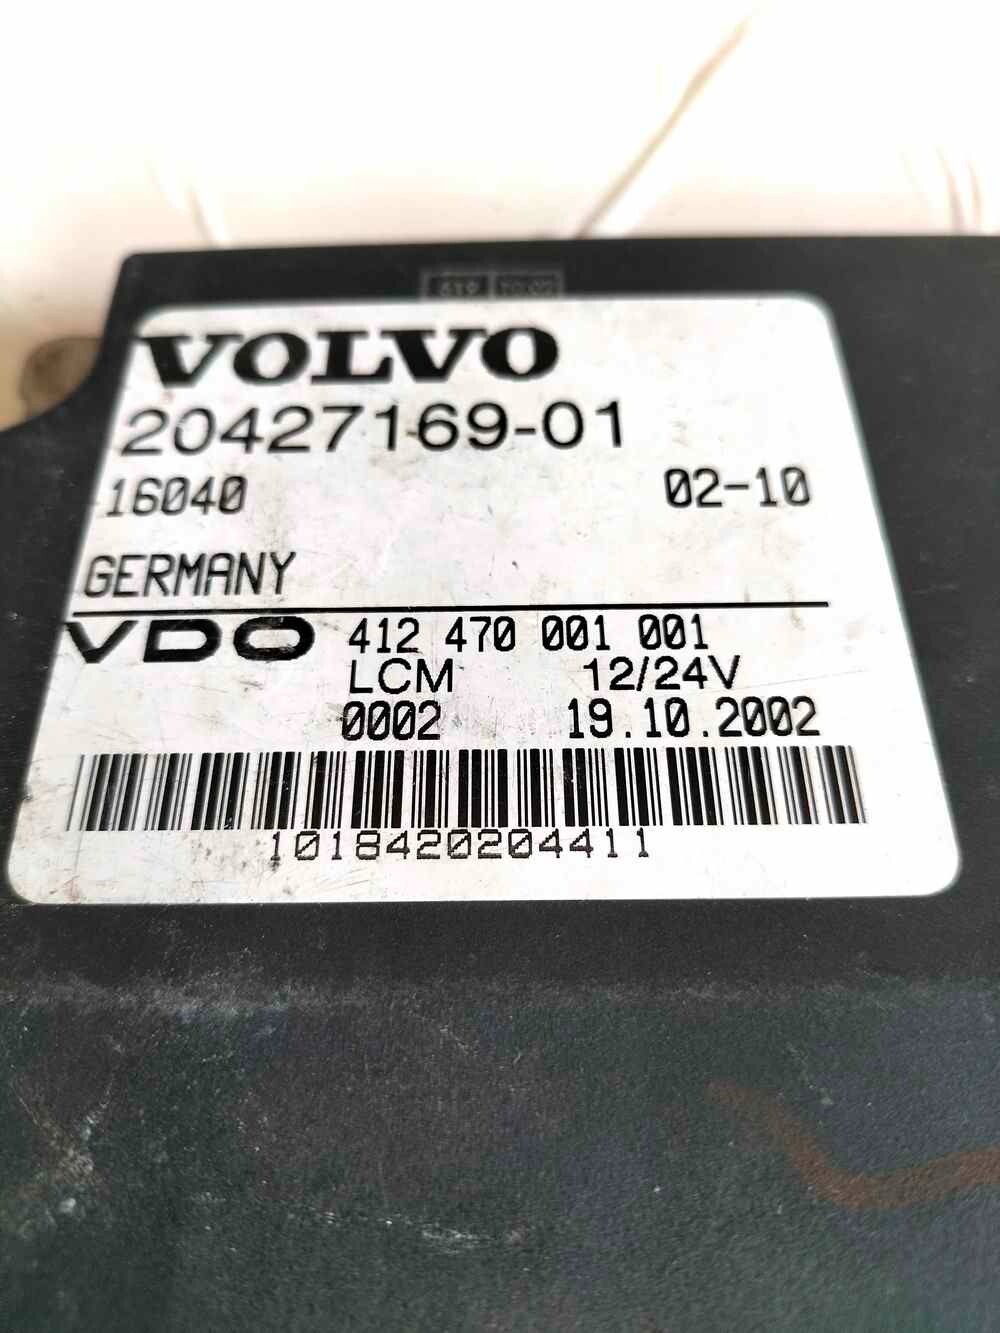 VOLVO
20427169-01
16040 02-10
GERMANY
VDO 412 470 001 001
LCM 12/24V
0002 19.10.2002
1018420204411